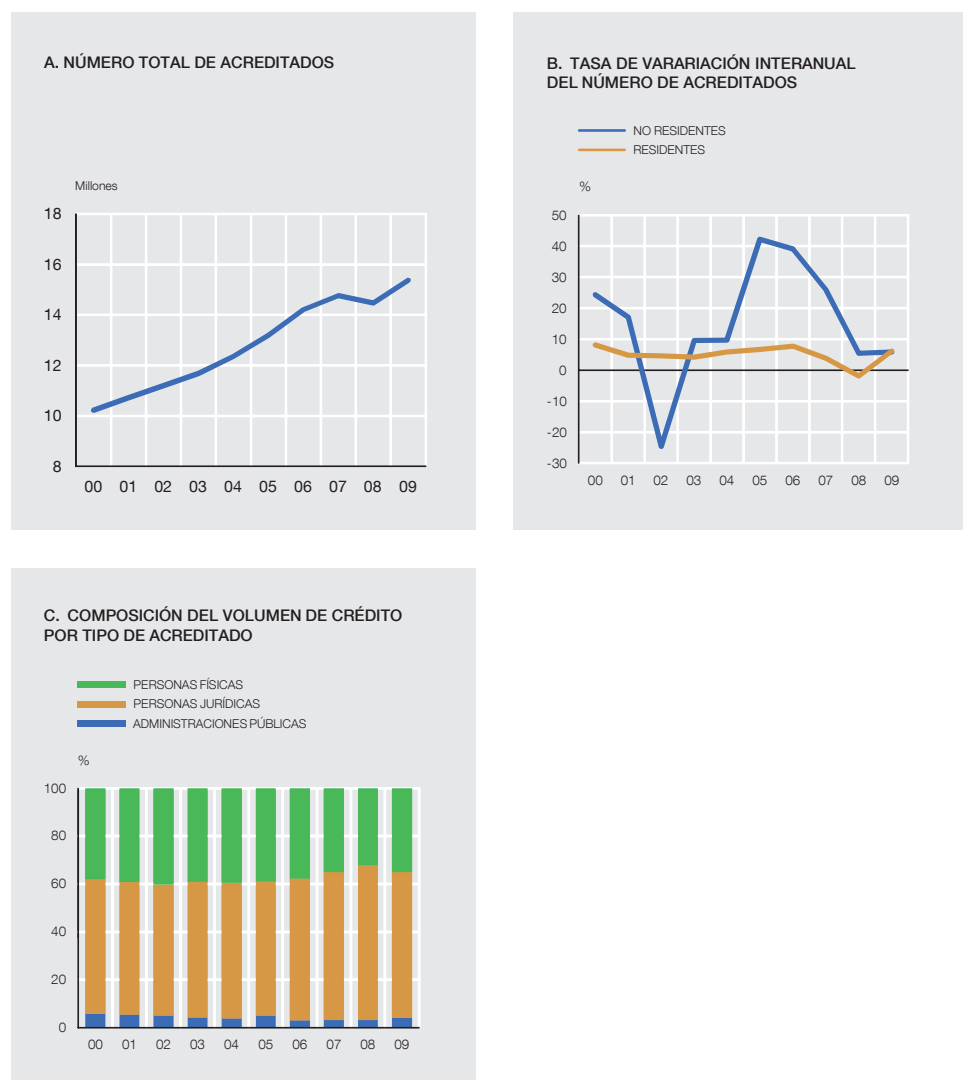 A. NÚMERO TOTAL DE ACREDITADOS
Millones
18
16
14
12
10
8
00 01 02 03 04 05 06 07 08 09
B. TASA DE VARARIACIÓN INTERANUAL
DEL NÚMERO DE ACREDITADOS
NO RESIDENTES
RESIDENTES
%
50
40
30
20
10
0
-10
-20
-30
00 01 02 03 04 05 06 07 08 09
C. COMPOSICIÓN DEL VOLUMEN DE CRÉDITO
POR TIPO DE ACREDITADO
PERSONAS FÍSICAS
PERSONAS JURÍDICAS
ADMINISTRACIONES PÚBLICAS
%
100
80
60
40
20
0
00 01 02 03 04 05 06 07 08 09